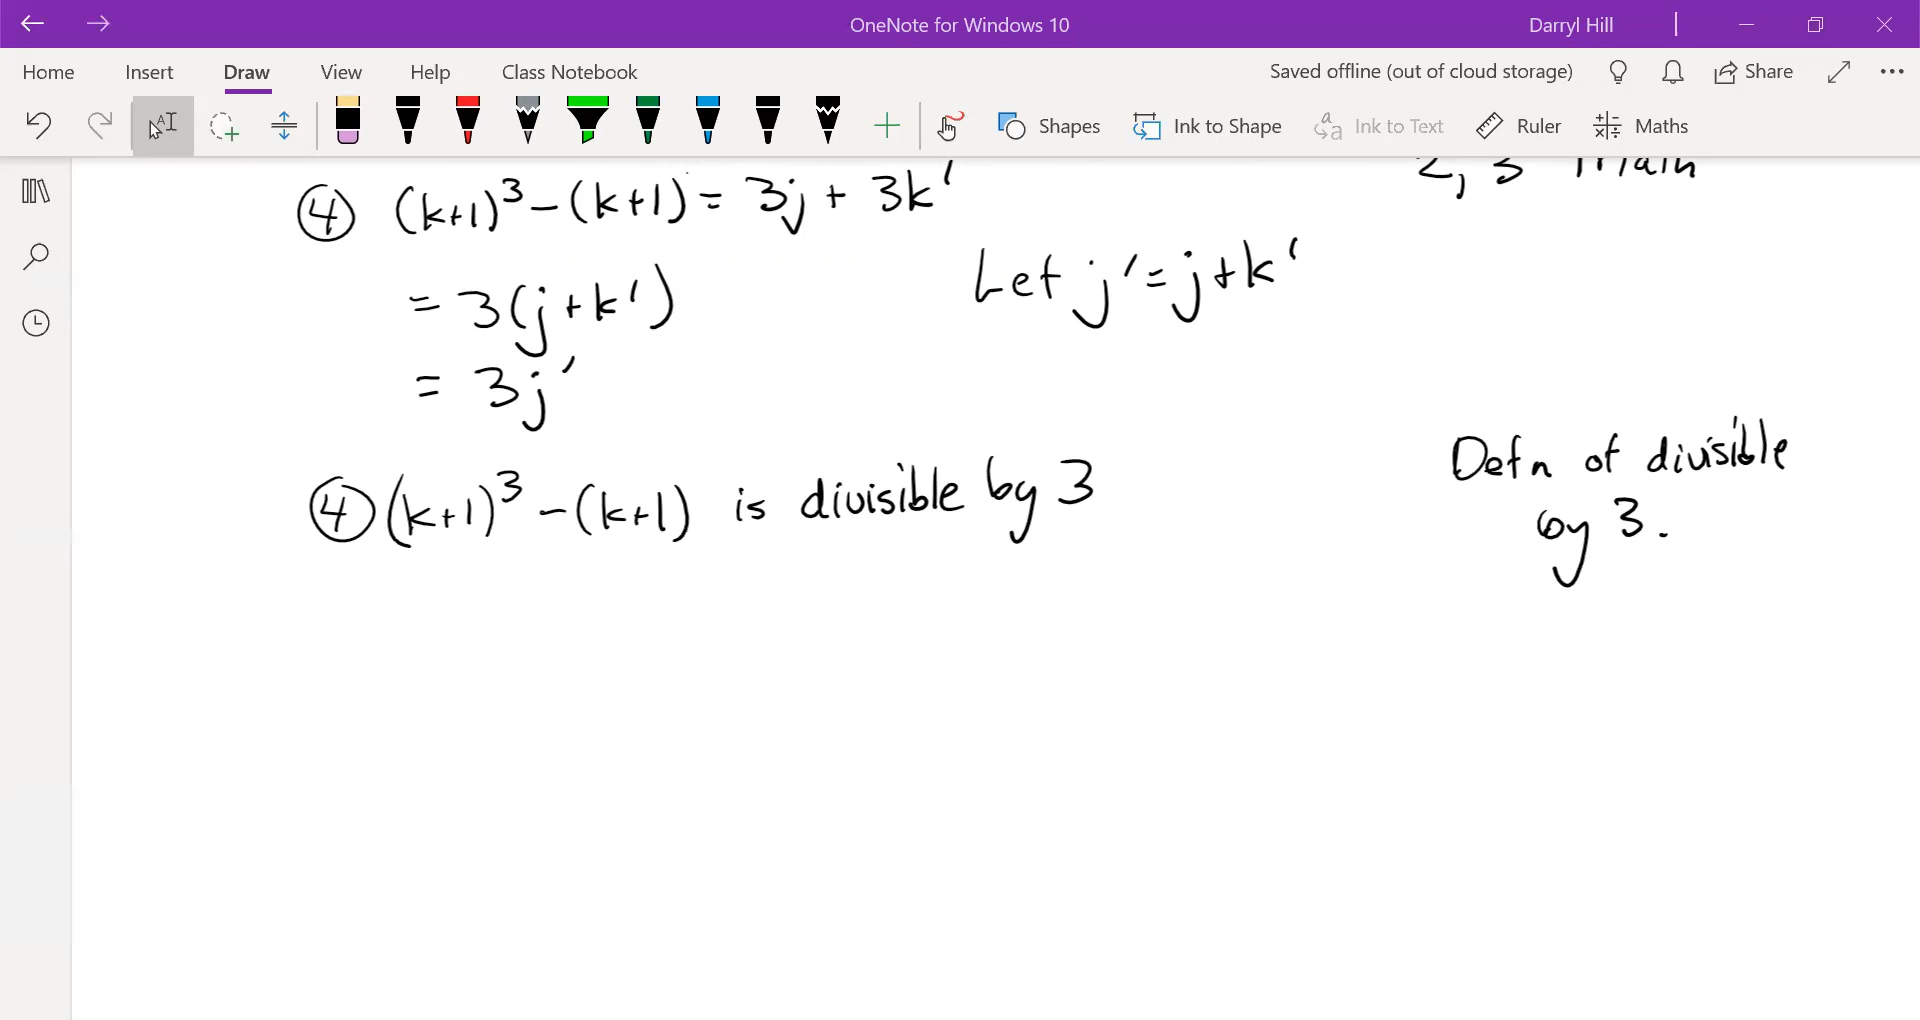 OneNote for Windows 10
Darryl Hill
Home Insert Draw View Help Class Notebook
Saved offline (out of cloud storage)
Share
Shapes
Ink to Shape
Ink to Text
Ruler
Maths
④ (k+1)³ - (k+1) = 3j + 3k'
2, 3
= 3(j+k')
Let j' = j+k'
= 3j'
④ (k+1)³ - (k+1) is divisible by 3
Defn of divisible
by 3.